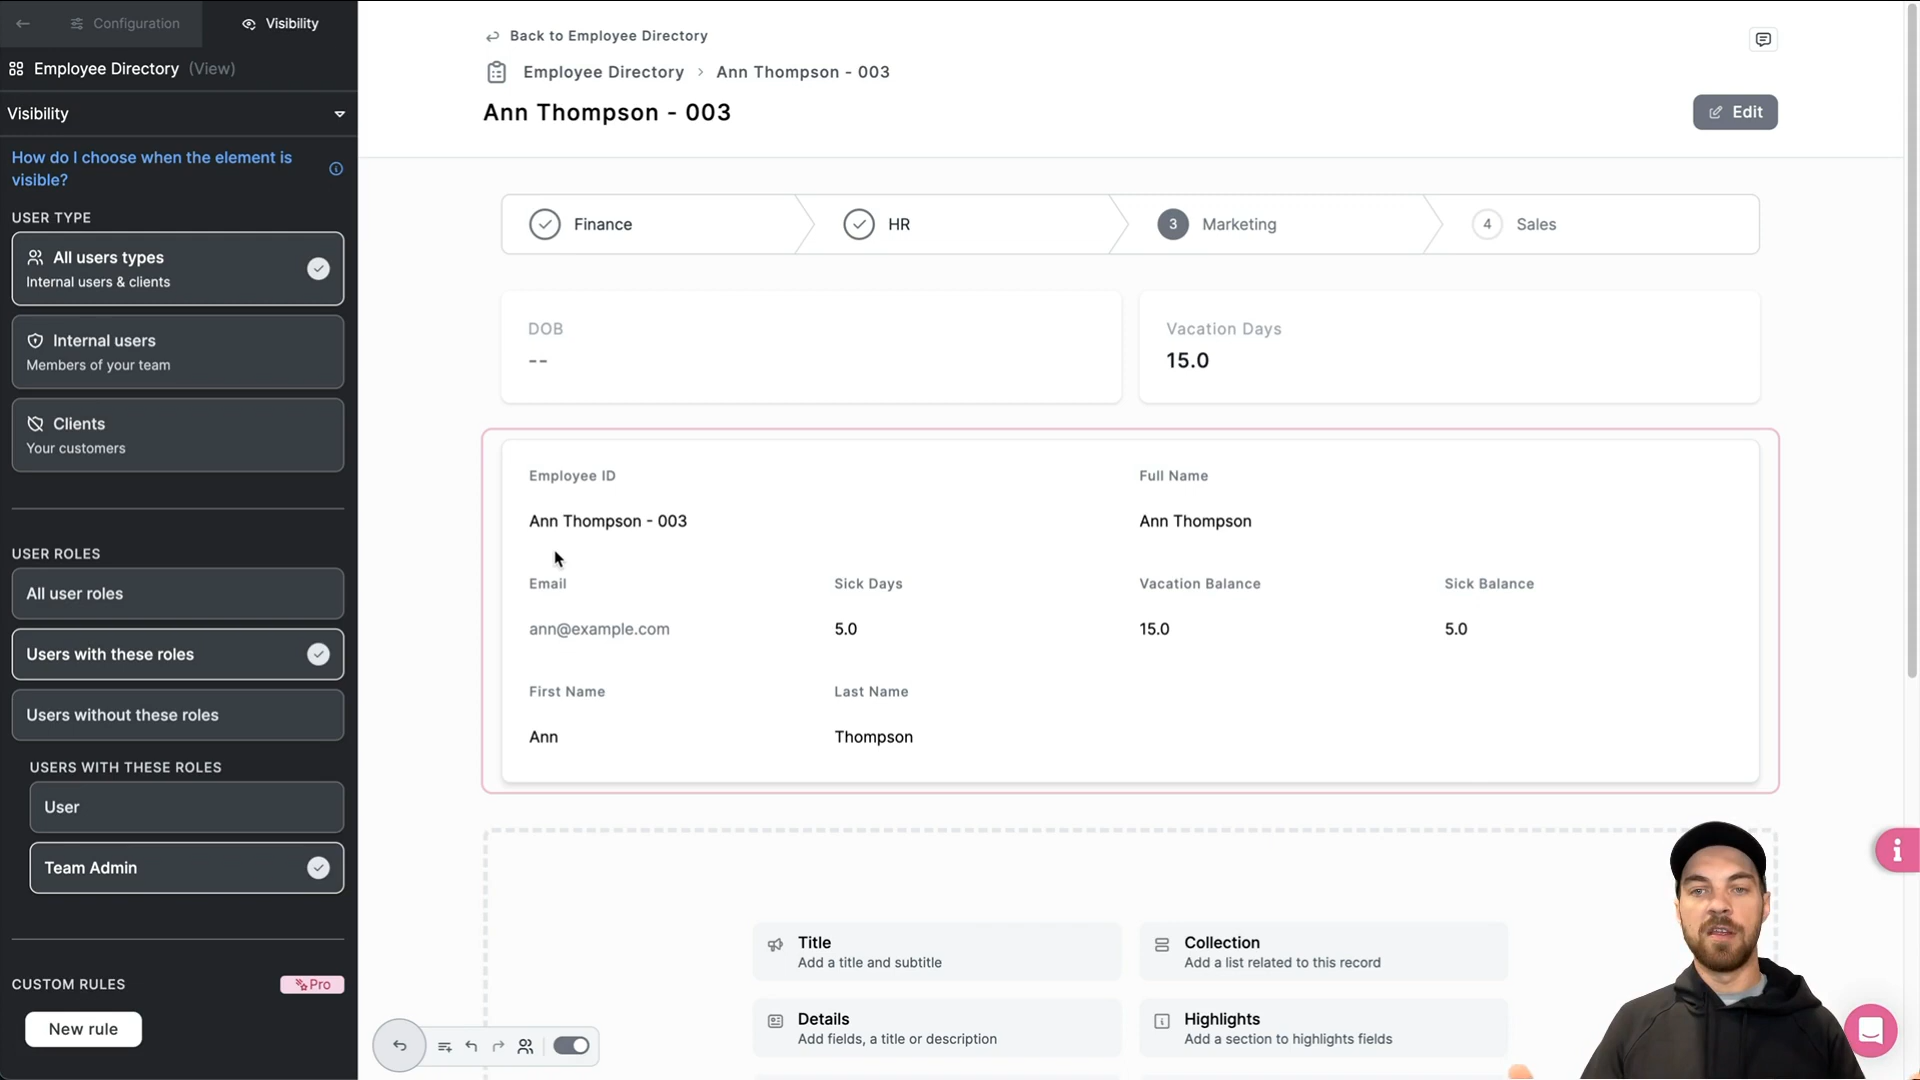 Configuration
Visibility
Employee Directory (View)
Visibility
How do I choose when the element is
visible?
USER TYPE
All users types
Internal users & clients
Internal users
Members of your team
Clients
Your customers
USER ROLES
All user roles
Users with these roles
Users without these roles
USERS WITH THESE ROLES
User
Team Admin
CUSTOM RULES
Pro
New rule
Back to Employee Directory
Employee Directory > Ann Thompson - 003
Ann Thompson - 003
Edit
Finance
HR
3 Marketing
4 Sales
DOB
--
Vacation Days
15.0
Employee ID
Full Name
Ann Thompson - 003
Ann Thompson
Email
Sick Days
Vacation Balance
Sick Balance
ann@example.com
5.0
15.0
5.0
First Name
Last Name
Ann
Thompson
Title
Add a title and subtitle
Collection
Add a list related to this record
Details
Add fields, a title or description
Highlights
Add a section to highlights fields